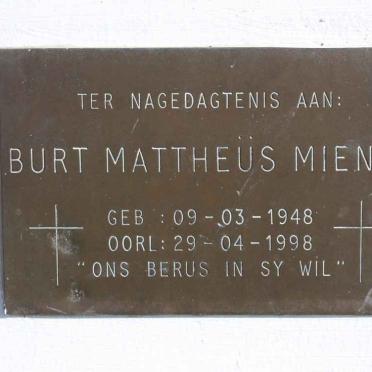 TER NAGEDAGTENIS AAN:
BURT MATTHEÜS MIEN
GEB : 09-03-1948
OORL: 29-04-1998
"ONS BERUS IN SY WIL"